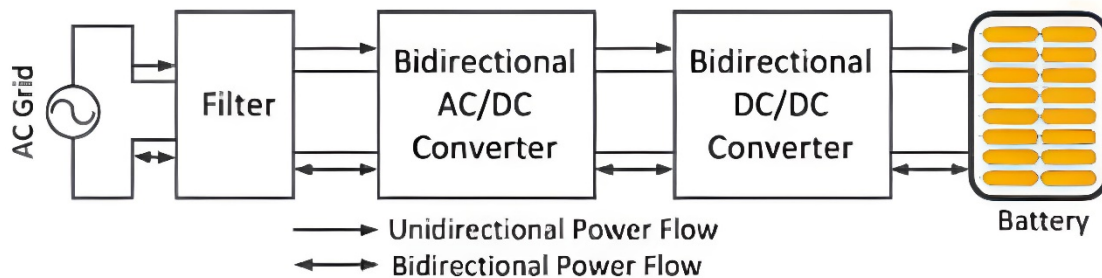 AC Grid
Filter
Bidirectional
AC/DC
Converter
Bidirectional
DC/DC
Converter
Battery
Unidirectional Power Flow
Bidirectional Power Flow